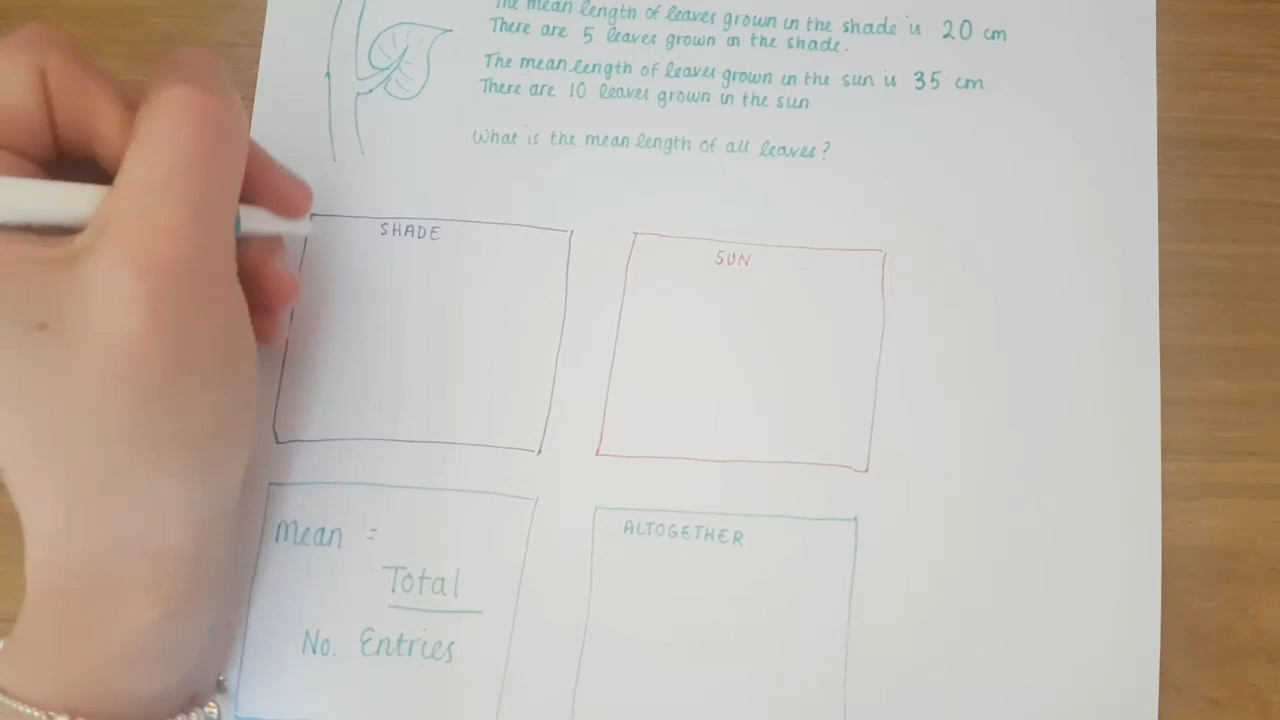 The mean length of leaves grown in the shade is 20 cm
There are 5 leaves grown in the shade.
The mean length of leaves grown in the sun is 35 cm
There are 10 leaves grown in the sun
What is the mean length of all leaves?
SHADE
SUN
Mean =
Total
No. Entries
ALTOGETHER